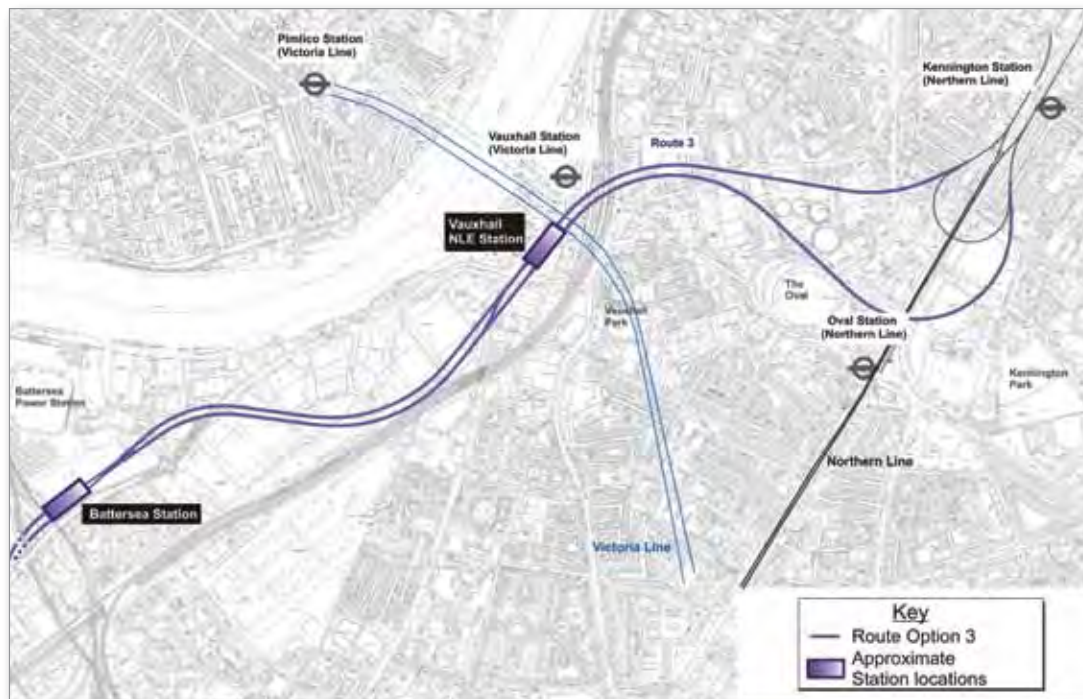 Pimlico Station
(Victoria Line)
Kennington Station
(Northern Line)
Vauxhall Station
(Victoria Line)
Route 3
Vauxhall
NLE Station
The
Oval
Vauxhall
Park
Oval Station
(Northern Line)
Kennington
Park
Battersea
Power Station
Northern Line
Battersea Station
Victoria Line
Key
Route Option 3
Approximate
Station locations